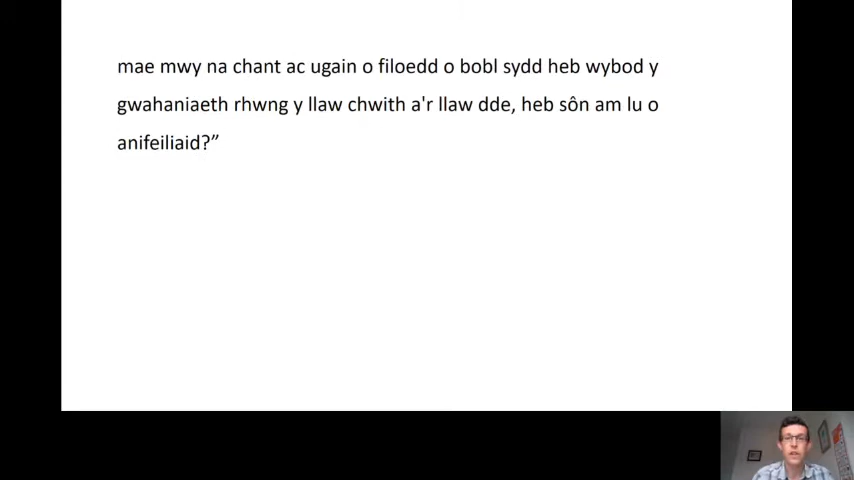 mae mwy na chant ac ugain o filoedd o bobl sydd heb wybod y
gwahaniaeth rhwng y llaw chwith a'r llaw dde, heb sôn am lu o
anifeiliaid?”